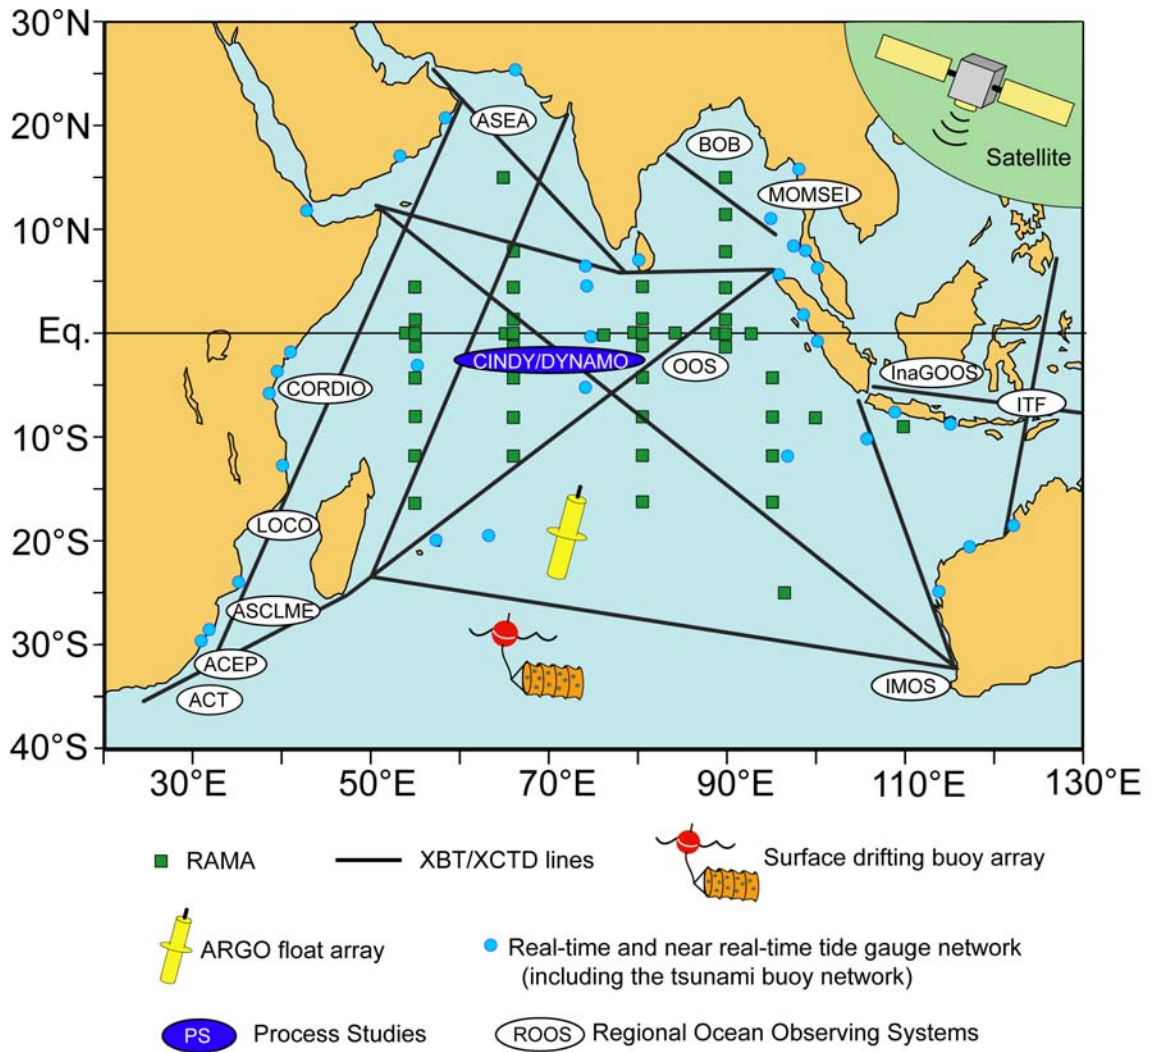 30°N
20°N
10°N
Eq.
10°S
20°S
30°S
40°S
30°E
50°E
70°E
90°E
110°E
130°E
ASEA
BOB
MOMSEI
Satellite
CINDY/DYNAMO
OOS
InaGOOS
ITF
CORDIO
LOCO
ASCLME
ACEP
ACT
IMOS
RAMA
XBT/XCTD lines
Surface drifting buoy array
ARGO float array
Real-time and near real-time tide gauge network
(including the tsunami buoy network)
PS
Process Studies
ROOS
Regional Ocean Observing Systems